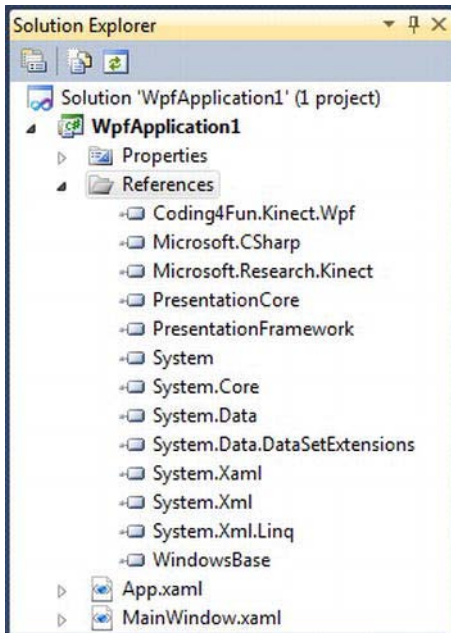 Solution Explorer
Solution 'WpfApplication1' (1 project)
WpfApplication1
Properties
References
Coding4Fun.Kinect.Wpf
Microsoft.CSharp
Microsoft.Research.Kinect
PresentationCore
PresentationFramework
System
System.Core
System.Data
System.Data.DataSetExtensions
System.Xaml
System.Xml
System.Xml.Linq
WindowsBase
App.xaml
MainWindow.xaml